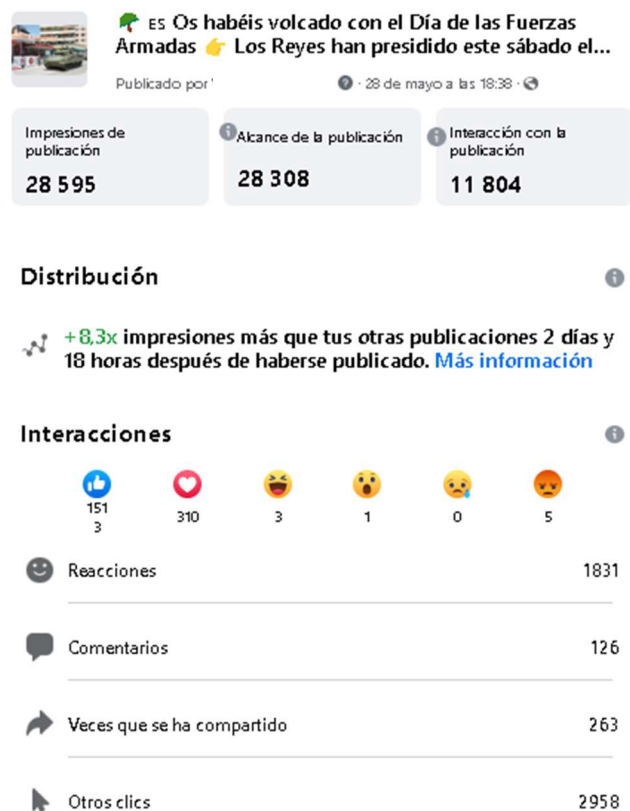 ES Os habéis volcado con el Día de las Fuerzas
Armadas 👉 Los Reyes han presidido este sábado el...
Publicado por · 28 de mayo a las 18:38 ·
Impresiones de
publicación
28 595
Alcance de la publicación
28 308
Interacción con la
publicación
11 804
Distribución
+8,3x impresiones más que tus otras publicaciones 2 días y
18 horas después de haberse publicado. Más información
Interacciones
151
3
310
3
1
0
5
Reacciones 1831
Comentarios 126
Veces que se ha compartido 263
Otros clics 2958